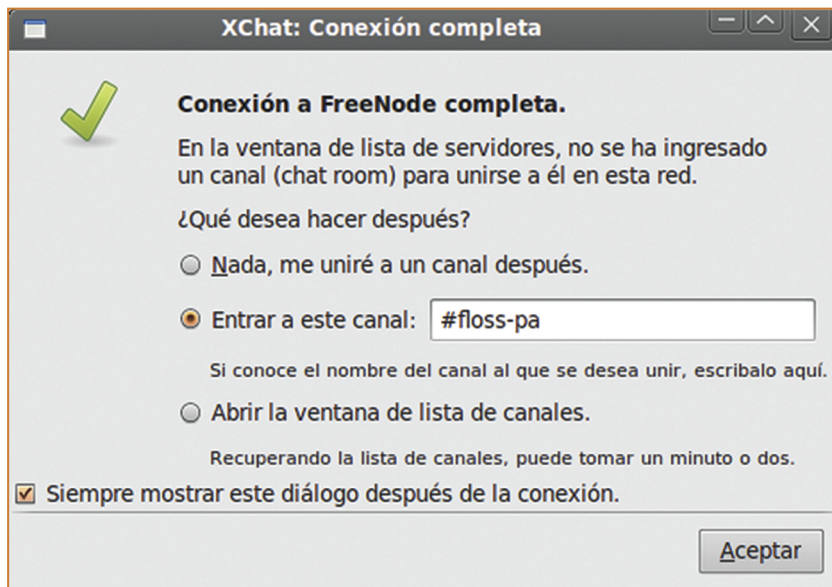 XChat: Conexión completa
Conexión a FreeNode completa.
En la ventana de lista de servidores, no se ha ingresado
un canal (chat room) para unirse a él en esta red.
¿Qué desea hacer después?
Nada, me uniré a un canal después.
Entrar a este canal: #floss-pa
Si conoce el nombre del canal al que se desea unir, escribalo aquí.
Abrir la ventana de lista de canales.
Recuperando la lista de canales, puede tomar un minuto o dos.
Siempre mostrar este diálogo después de la conexión.
Aceptar